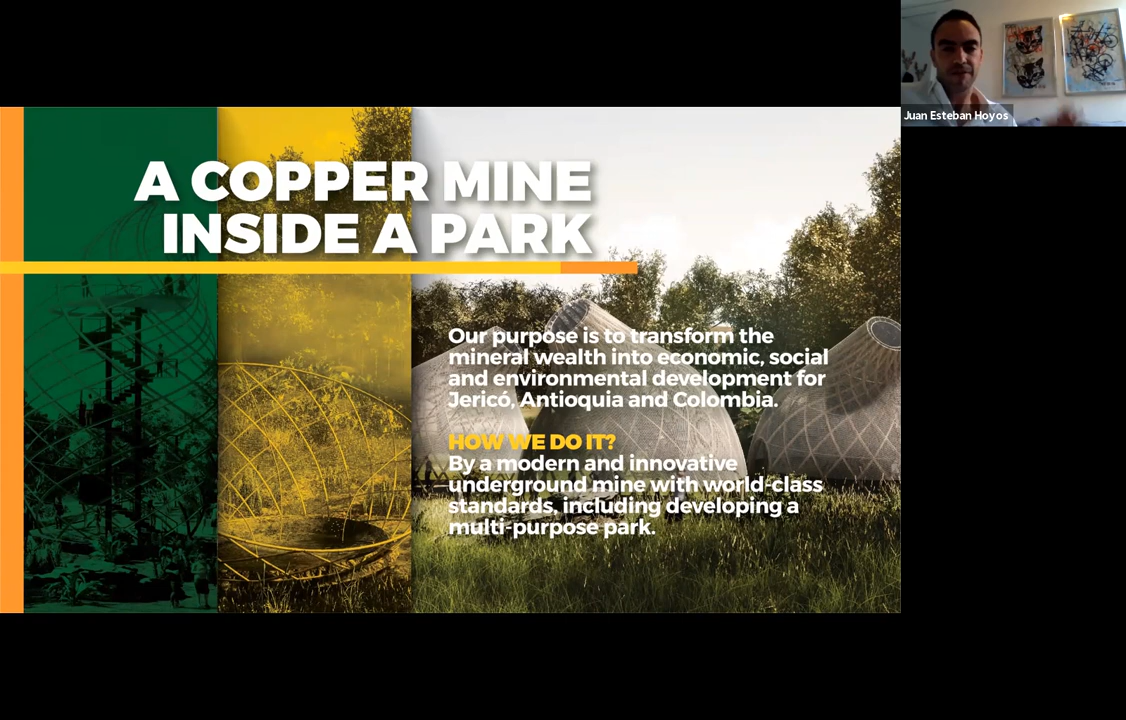 Juan Esteban Hoyos
A COPPER MINE
INSIDE A PARK
Our purpose is to transform the
mineral wealth into economic, social
and environmental development for
Jericó, Antioquia and Colombia.
HOW WE DO IT?
By a modern and innovative
underground mine with world-class
standards, including developing a
multi-purpose park.